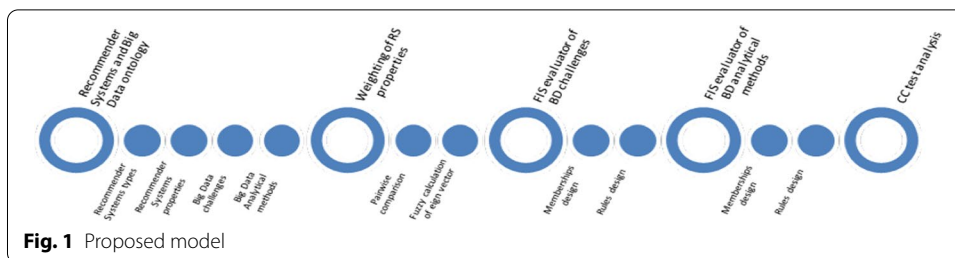 Recommender
Systems and Big
Data ontology
Recommender
Systems types
Recommender
Systems
properties
Big Data
challenges
Big Data
Analytical
methods
Weighting of RS
properties
Pairwise
comparison
Fuzzy calculation
of eign vector
FIS evaluator of
BD challenges
Memberships
design
Rules design
FIS evaluator of
BD analytical
methods
Memberships
design
Rules design
CC test analysis
Fig. 1 Proposed model